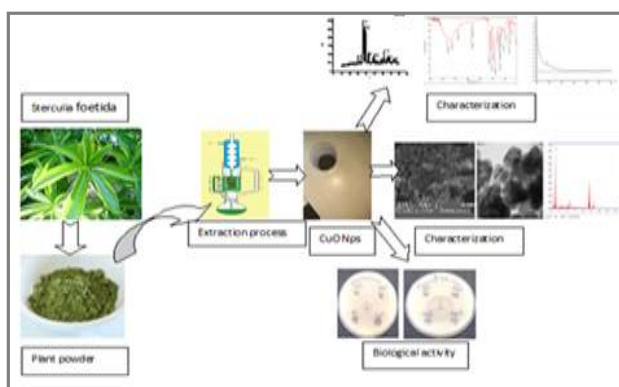 Sterculia foetida
Characterization
Extraction process
CuO Nps
Characterization
Plant powder
Biological activity